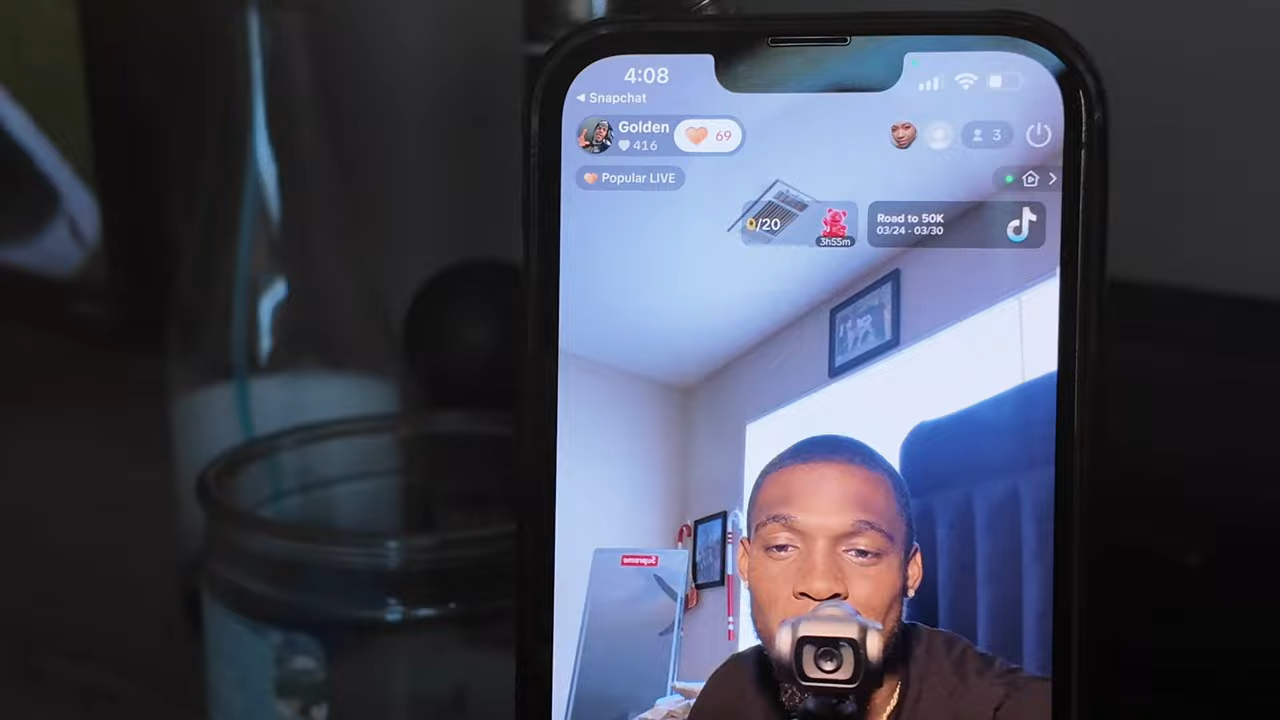 4:08
◀ Snapchat
Golden
416
69
3
Popular LIVE
0/20
3h55m
Road to 50K
03/24 - 03/30
Supreme